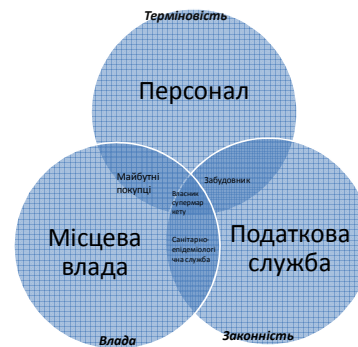 Терміновість
Персонал
Майбутні
покупці
Забудовник
Власник
супермар
кету
Місцева
влада
Санітарно-
епідеміологі
чна служба
Податкова
служба
Влада
Законність